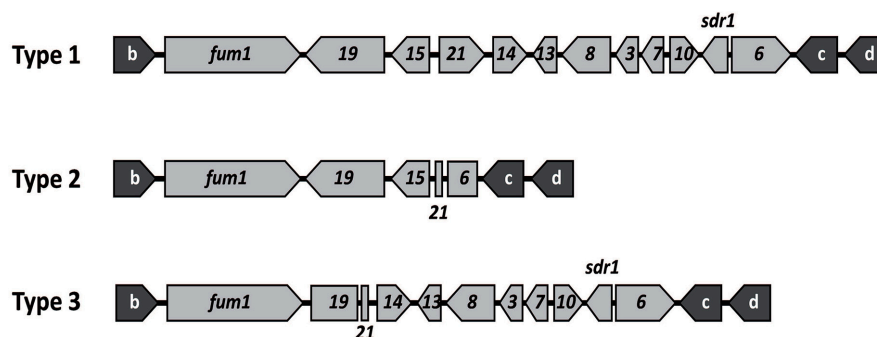 sdr1
Type 1 b fum1 19 15 21 14 13 8 3 7 10 6 c d
Type 2 b fum1 19 15 6 c d
21
sdr1
Type 3 b fum1 19 14 13 8 3 7 10 6 c d
21